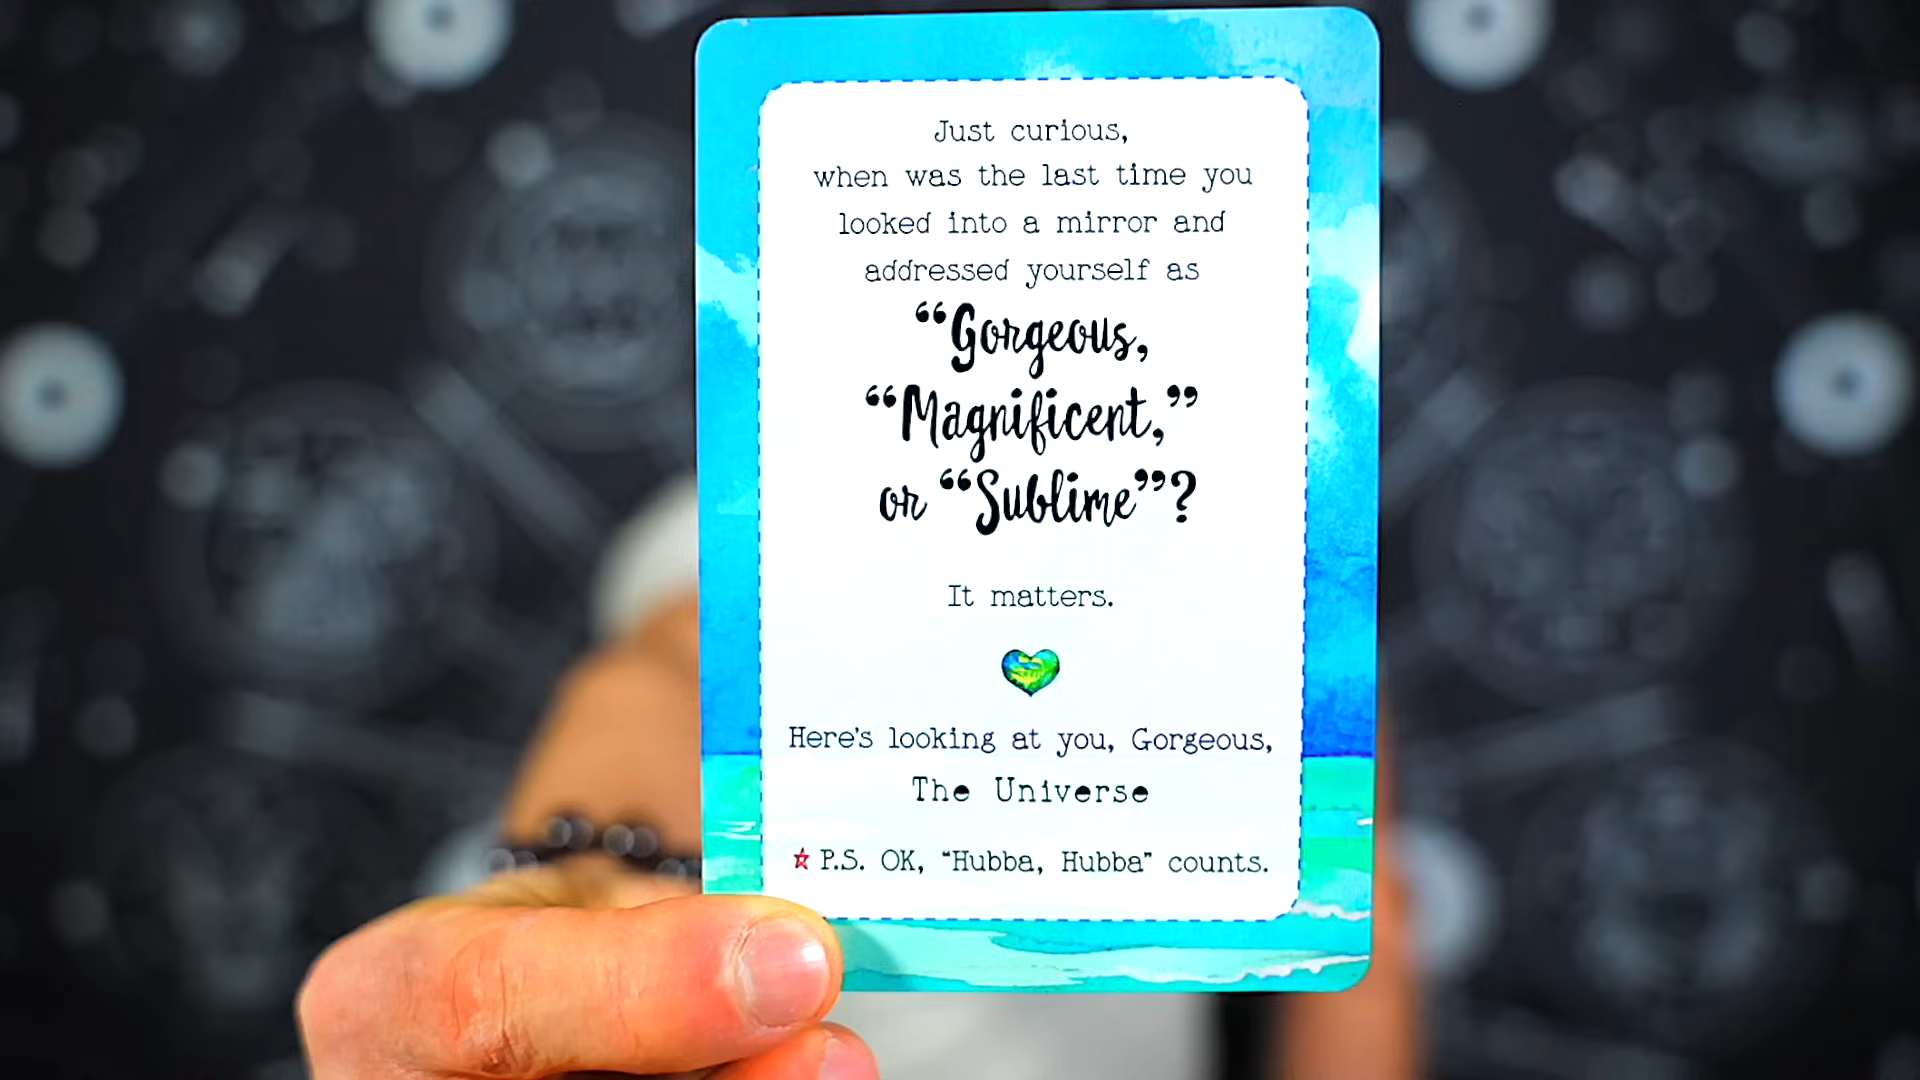 Just curious,
when was the last time you
looked into a mirror and
addressed yourself as
“Gorgeous,
“Magnificent,”
or “Sublime”?
It matters.
Here's looking at you, Gorgeous,
The Universe
P.S. OK, “Hubba, Hubba” counts.